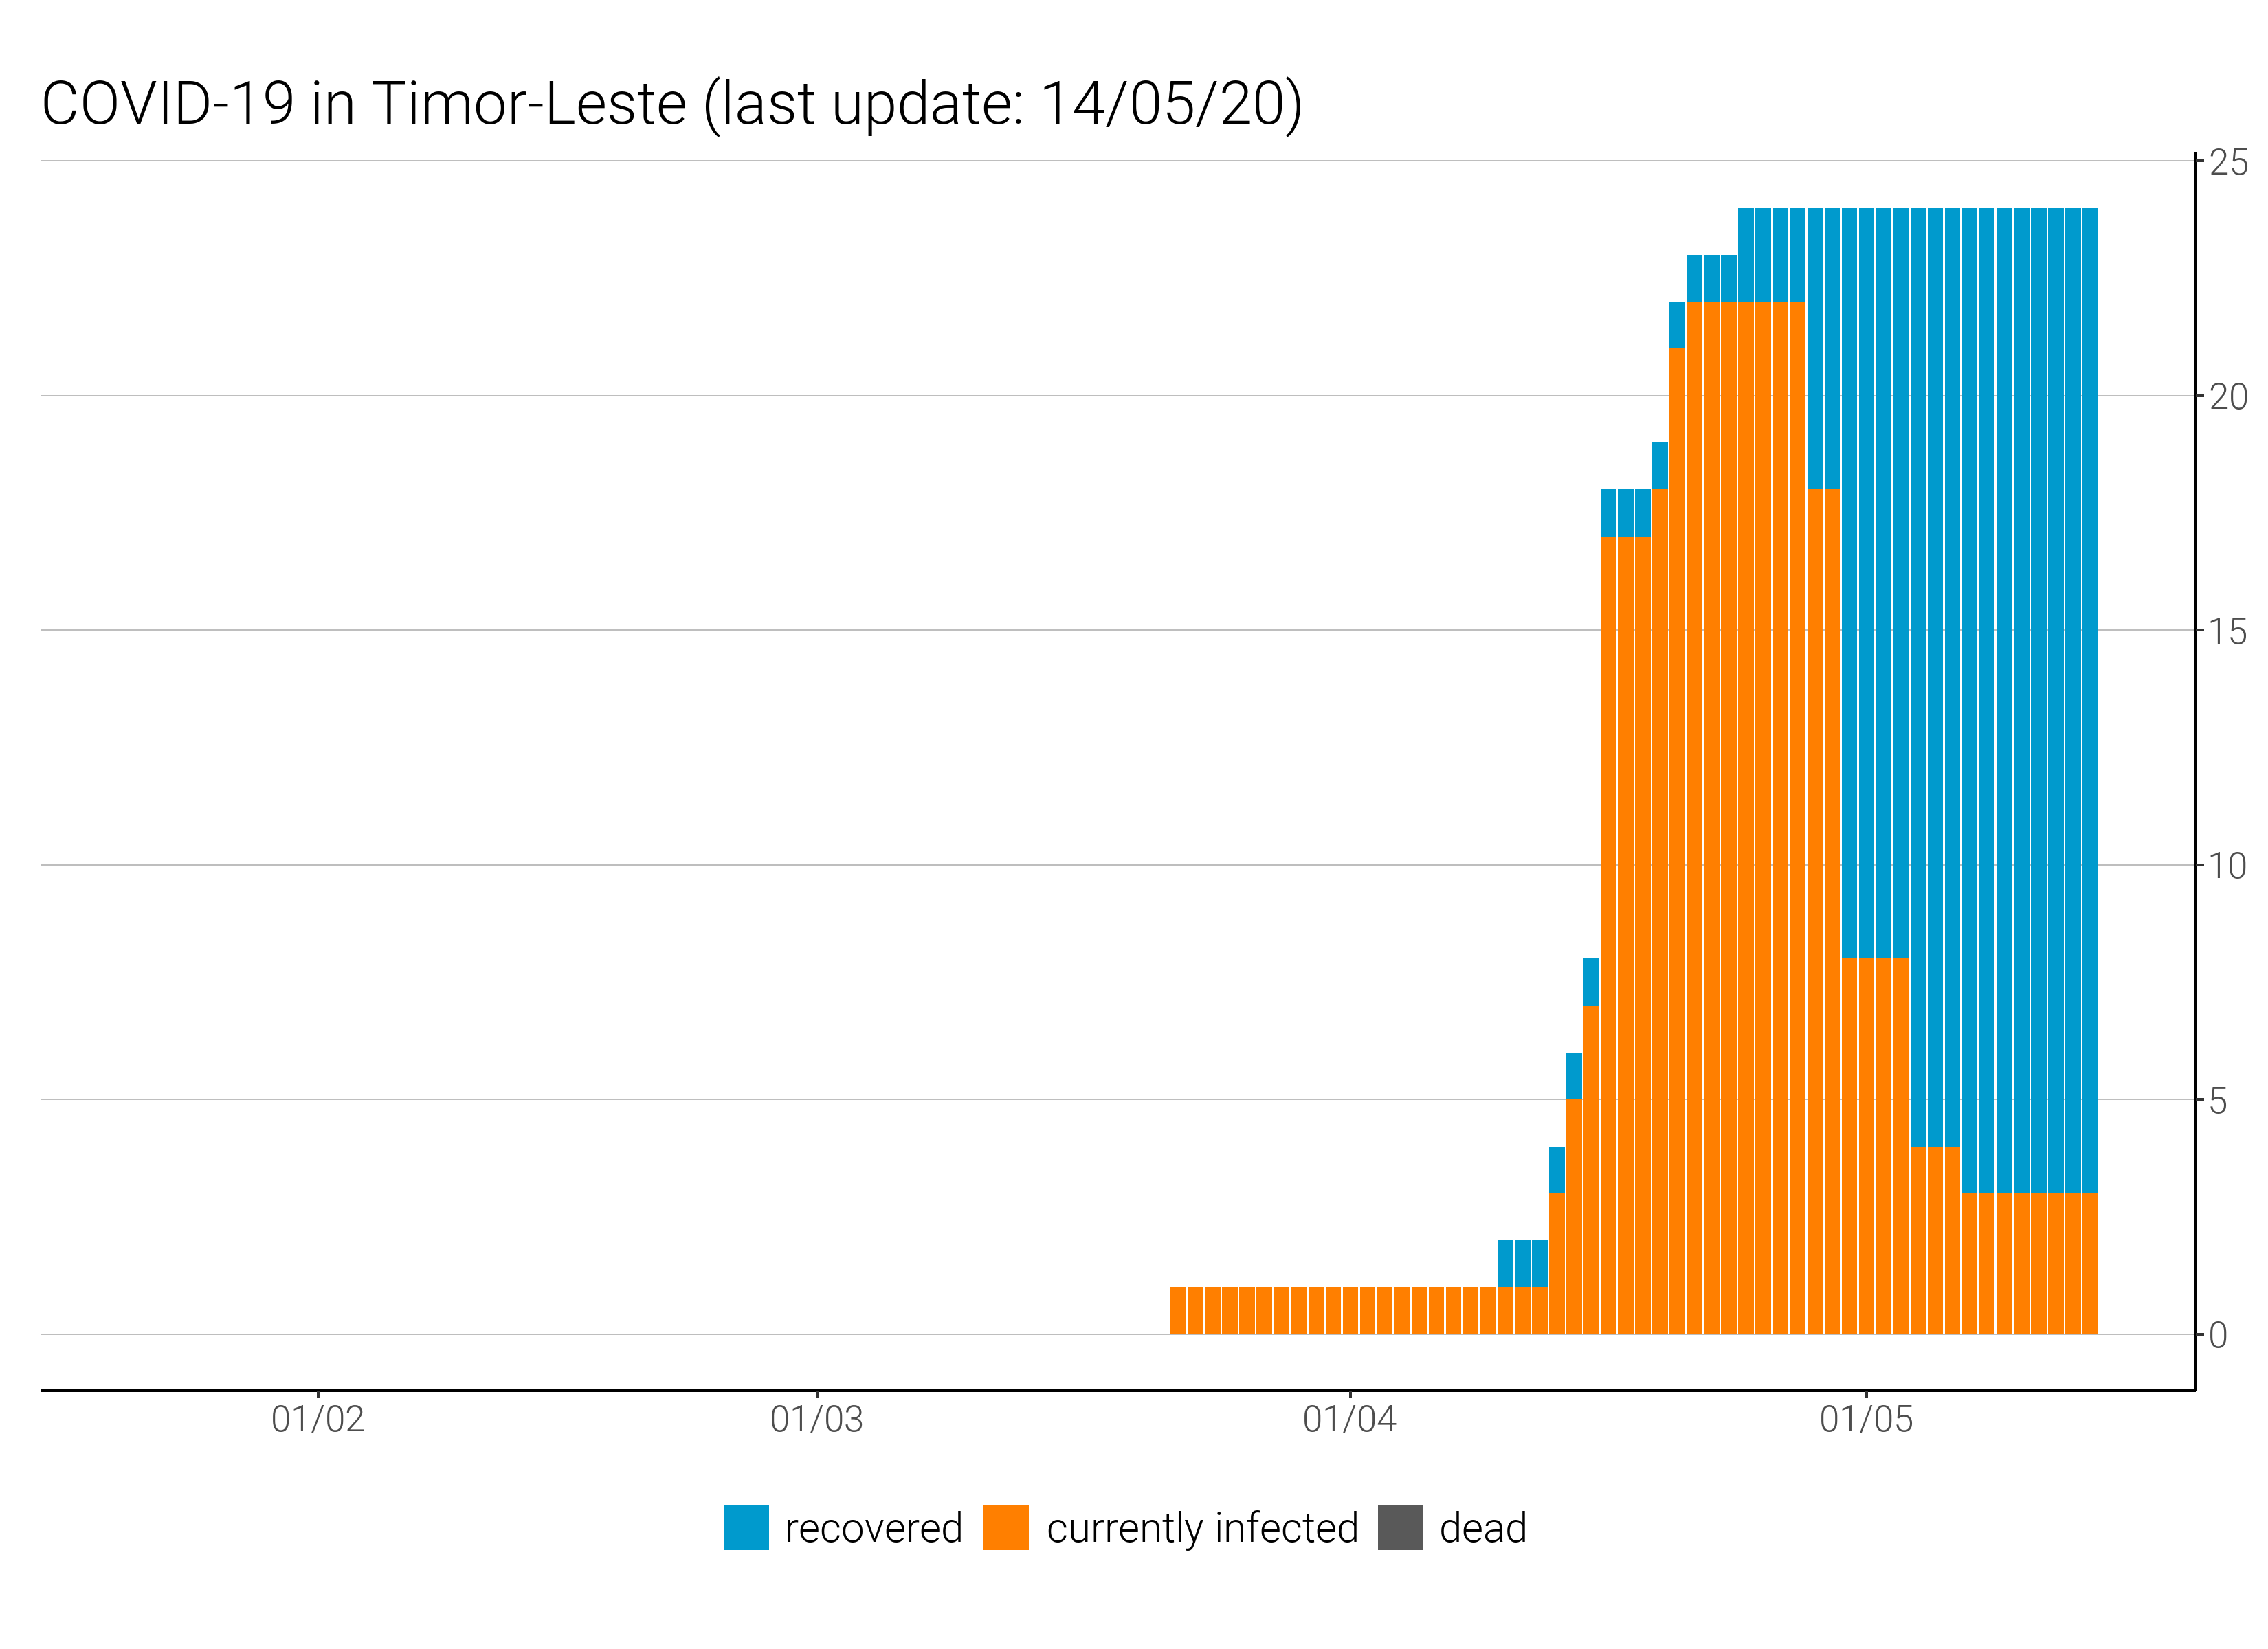 COVID-19 in Timor-Leste (last update: 14/05/20)
25
20
15
10
5
0
01/02 01/03 01/04 01/05
recovered currently infected dead